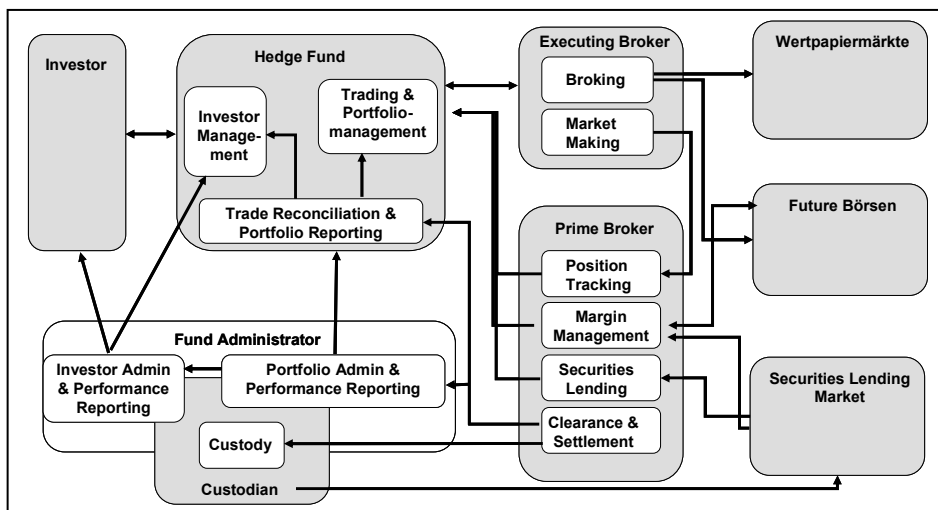 Investor
Hedge Fund
Investor
Manage-
ment
Trading &
Portfolio-
management
Trade Reconciliation &
Portfolio Reporting
Executing Broker
Broking
Market
Making
Wertpapiermärkte
Future Börsen
Prime Broker
Position
Tracking
Margin
Management
Securities
Lending
Clearance &
Settlement
Securities Lending
Market
Fund Administrator
Investor Admin
& Performance
Reporting
Portfolio Admin &
Performance Reporting
Custody
Custodian